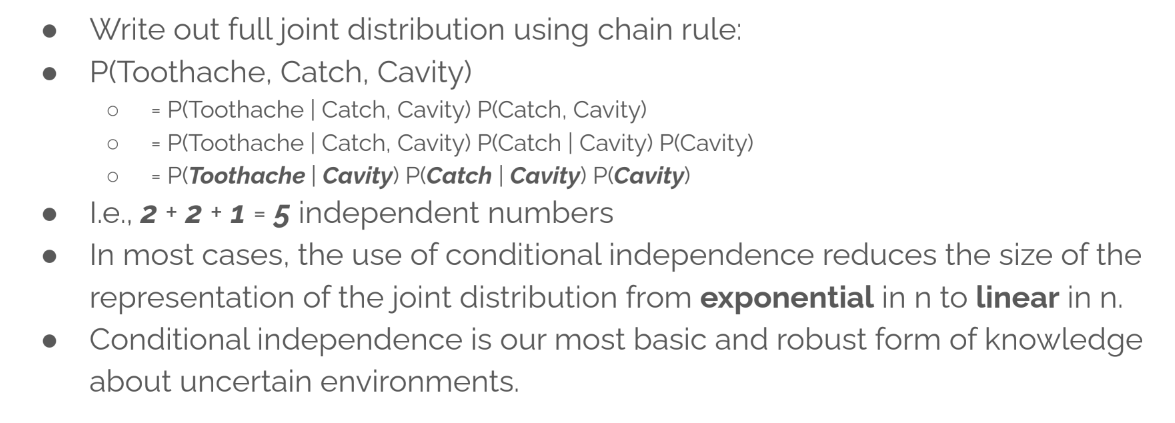 ● Write out full joint distribution using chain rule:
● P(Toothache, Catch, Cavity)
○ = P(Toothache | Catch, Cavity) P(Catch, Cavity)
○ = P(Toothache | Catch, Cavity) P(Catch | Cavity) P(Cavity)
○ = P(Toothache | Cavity) P(Catch | Cavity) P(Cavity)
● I.e., 2 + 2 + 1 = 5 independent numbers
● In most cases, the use of conditional independence reduces the size of the
representation of the joint distribution from exponential in n to linear in n.
● Conditional independence is our most basic and robust form of knowledge
about uncertain environments.